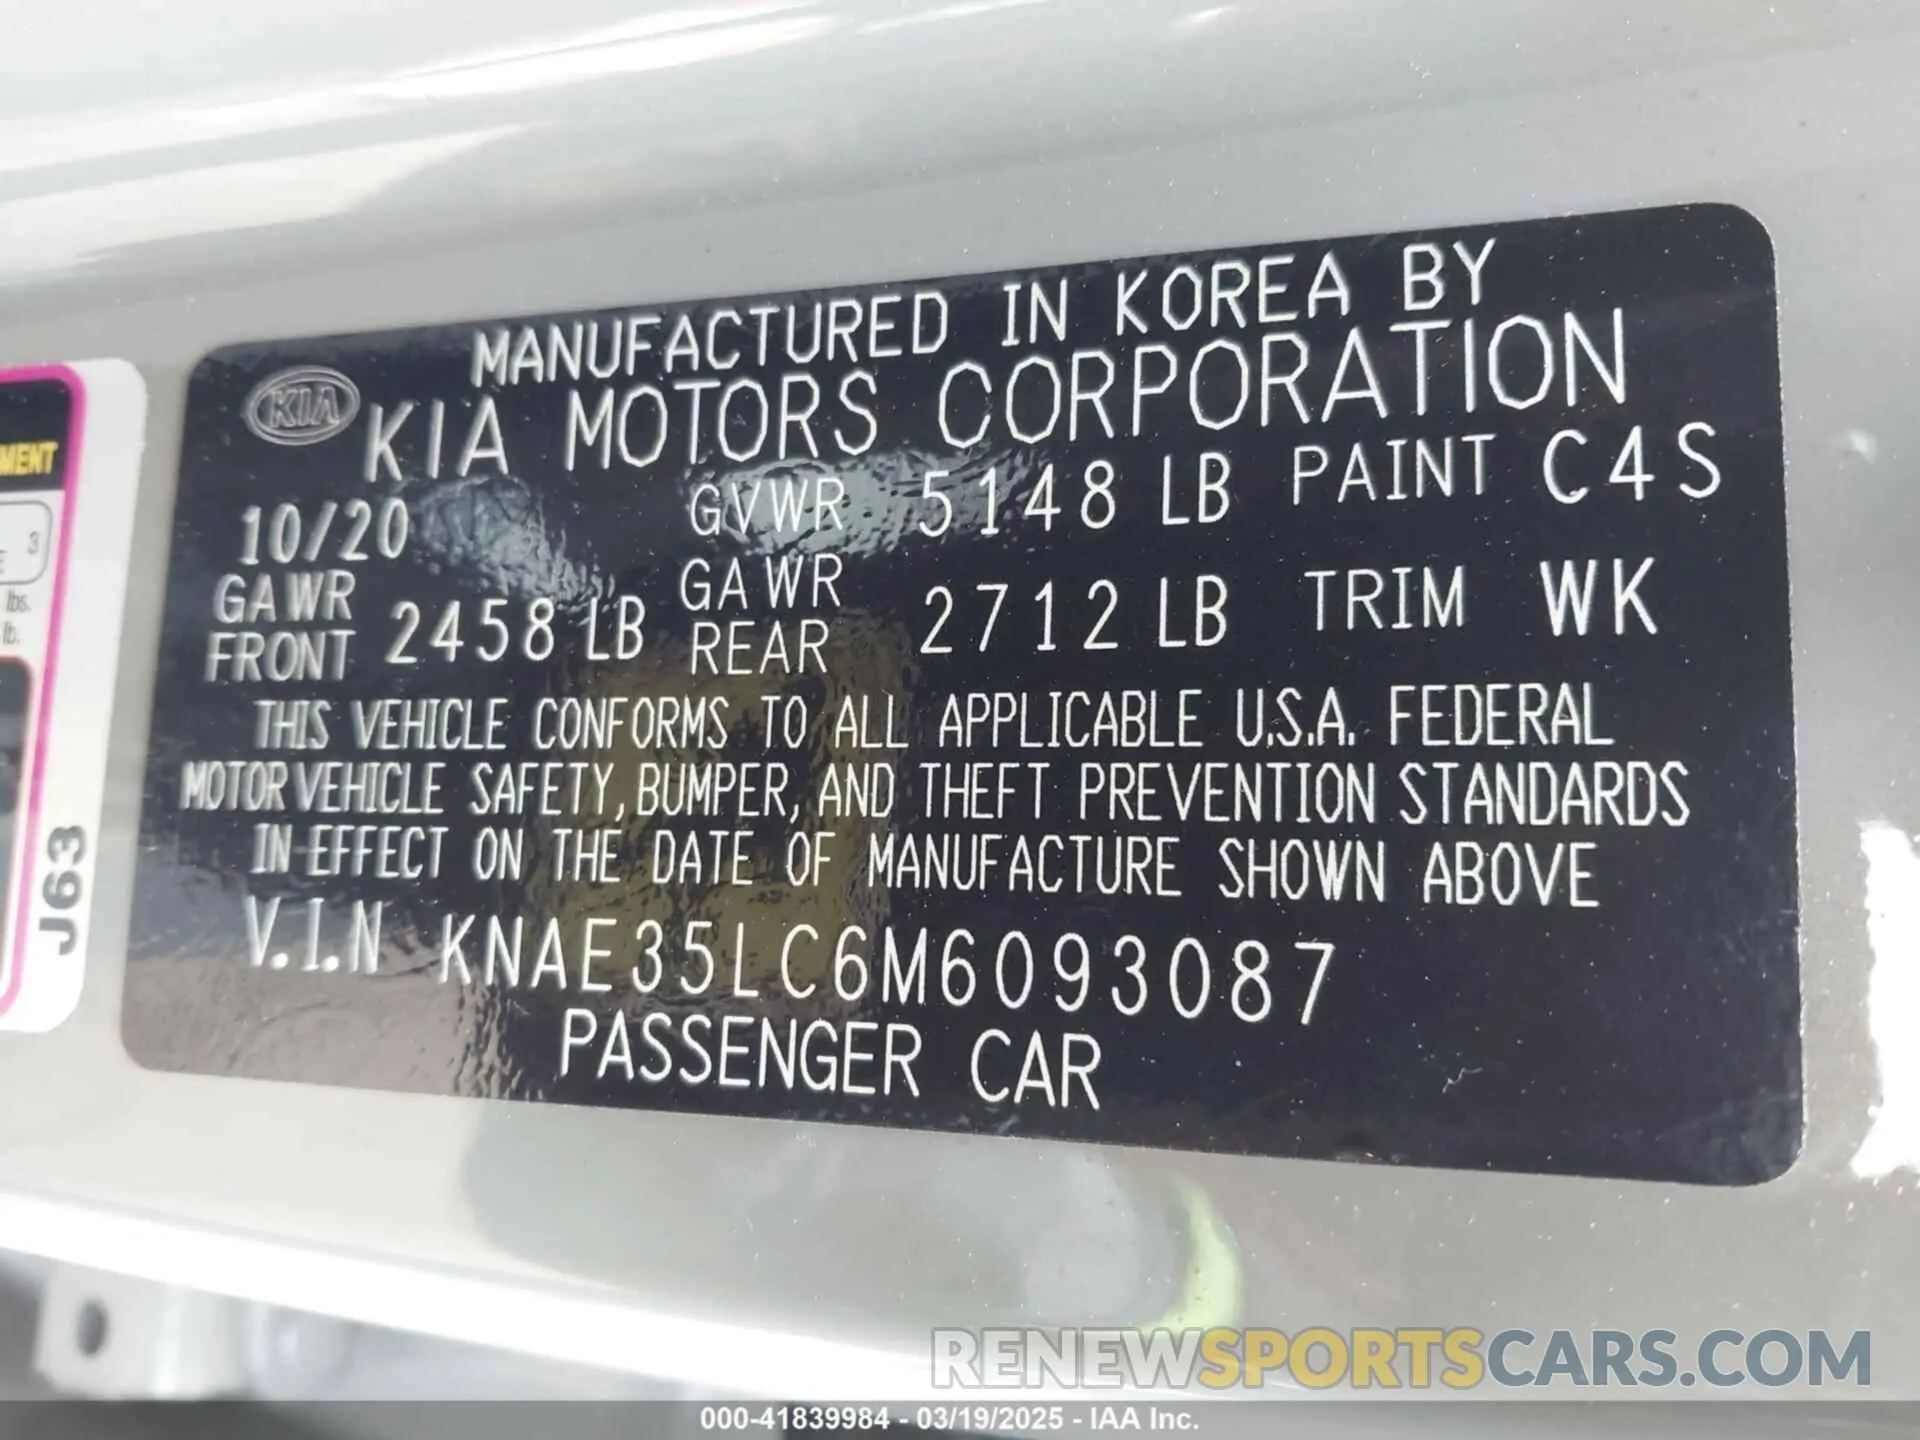 MANUFACTURED IN KOREA BY
KIA KIA MOTORS CORPORATION
10/20 GVWR 5148 LB PAINT C4S
GAWR FRONT 2458 LB GAWR REAR 2712 LB TRIM WK
THIS VEHICLE CONFORMS TO ALL APPLICABLE U.S.A. FEDERAL
MOTOR VEHICLE SAFETY, BUMPER, AND THEFT PREVENTION STANDARDS
IN EFFECT ON THE DATE OF MANUFACTURE SHOWN ABOVE
V.I.N KNAE35LC6M6093087
PASSENGER CAR
3
lbs.
lb.
J63
RENEWSPORTSCARS.COM
000-41839984 - 03/19/2025 - IAA Inc.